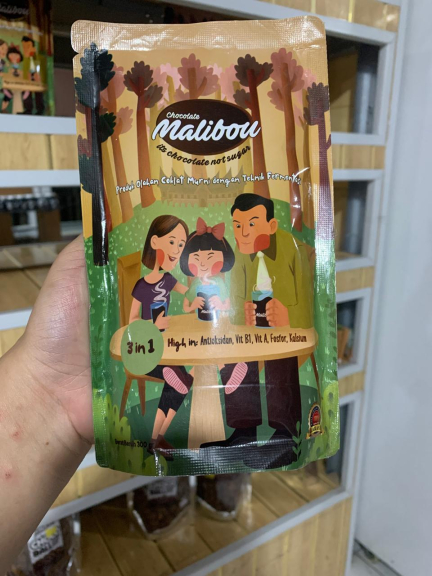 Chocolate
Malibou
its chocolate not sugar
Produk Olahan Coklat Murni dengan Teknik Fermentasi
3 in 1
High in: Antioksidan, Vit B1, Vit A, Fosfor, Kalsium